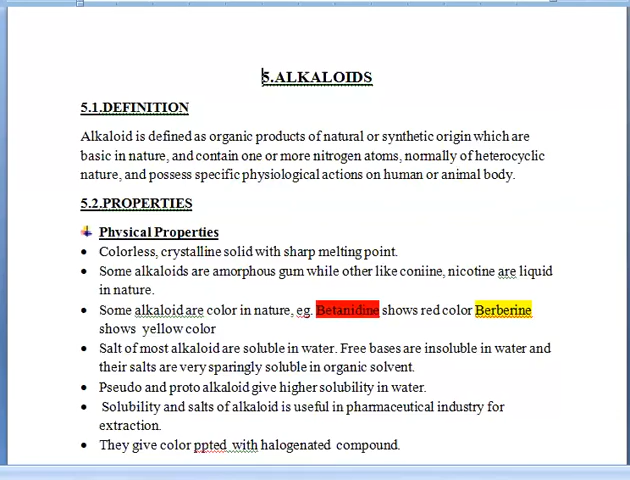 5.ALKALOIDS
5.1.DEFINITION
Alkaloid is defined as organic products of natural or synthetic origin which are
basic in nature, and contain one or more nitrogen atoms, normally of heterocyclic
nature, and possess specific physiological actions on human or animal body.
5.2.PROPERTIES
Physical Properties
• Colorless, crystalline solid with sharp melting point.
• Some alkaloids are amorphous gum while other like coniine, nicotine are liquid
in nature.
• Some alkaloid are color in nature, eg. Betanidine shows red color Berberine
shows yellow color
• Salt of most alkaloid are soluble in water. Free bases are insoluble in water and
their salts are very sparingly soluble in organic solvent.
• Pseudo and proto alkaloid give higher solubility in water.
• Solubility and salts of alkaloid is useful in pharmaceutical industry for
extraction.
• They give color ppted with halogenated compound.